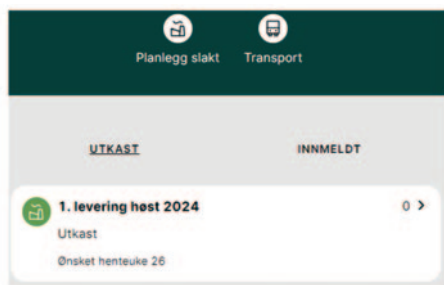 Planlegg slakt Transport
UTKAST INNMELDT
1. levering høst 2024 0 >
Utkast
Ønsket henteuke 26